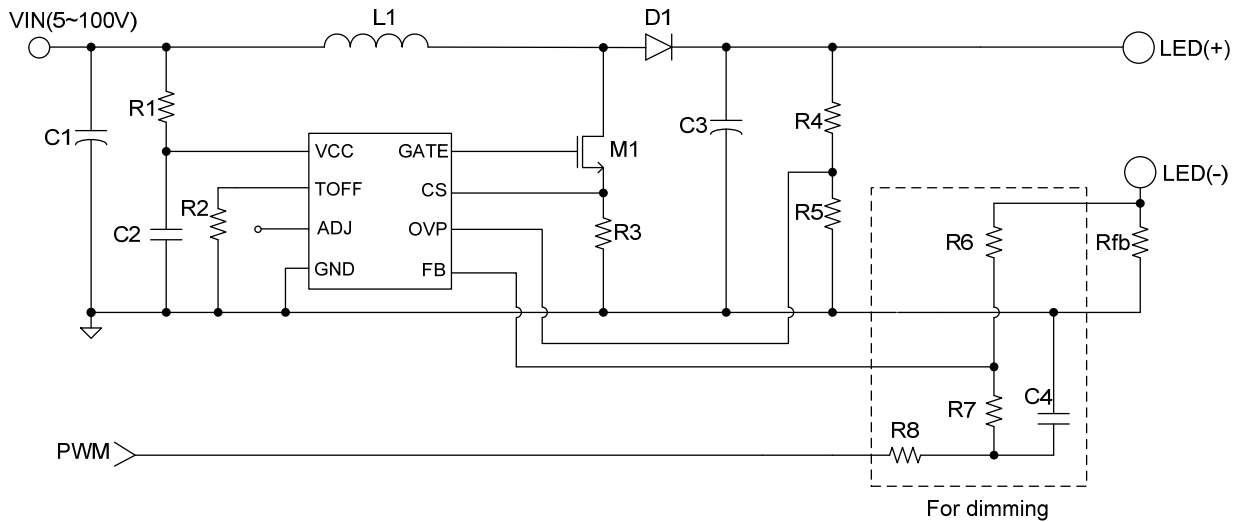 VIN(5~100V)
L1
D1
LED(+)
R1
C1
C3
R4
VCC
GATE
M1
LED(-)
TOFF
CS
R2
R5
ADJ
OVP
R3
C2
R6
Rfb
GND
FB
R7
C4
R8
PWM
For dimming